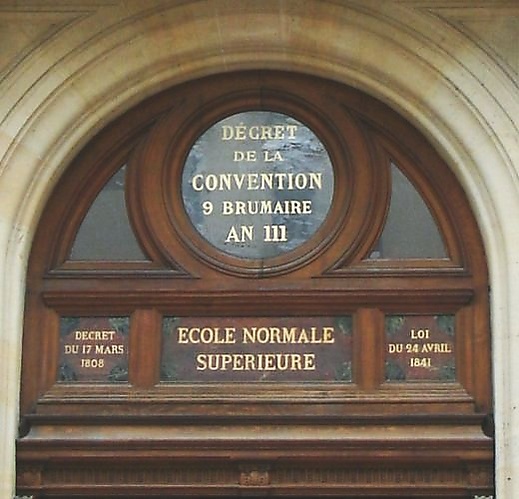 DÉCRET
DE LA
CONVENTION
9 BRUMAIRE
AN III
DECRET
DU 17 MARS
1808
ECOLE NORMALE
SUPERIEURE
LOI
DU 24 AVRIL
1841